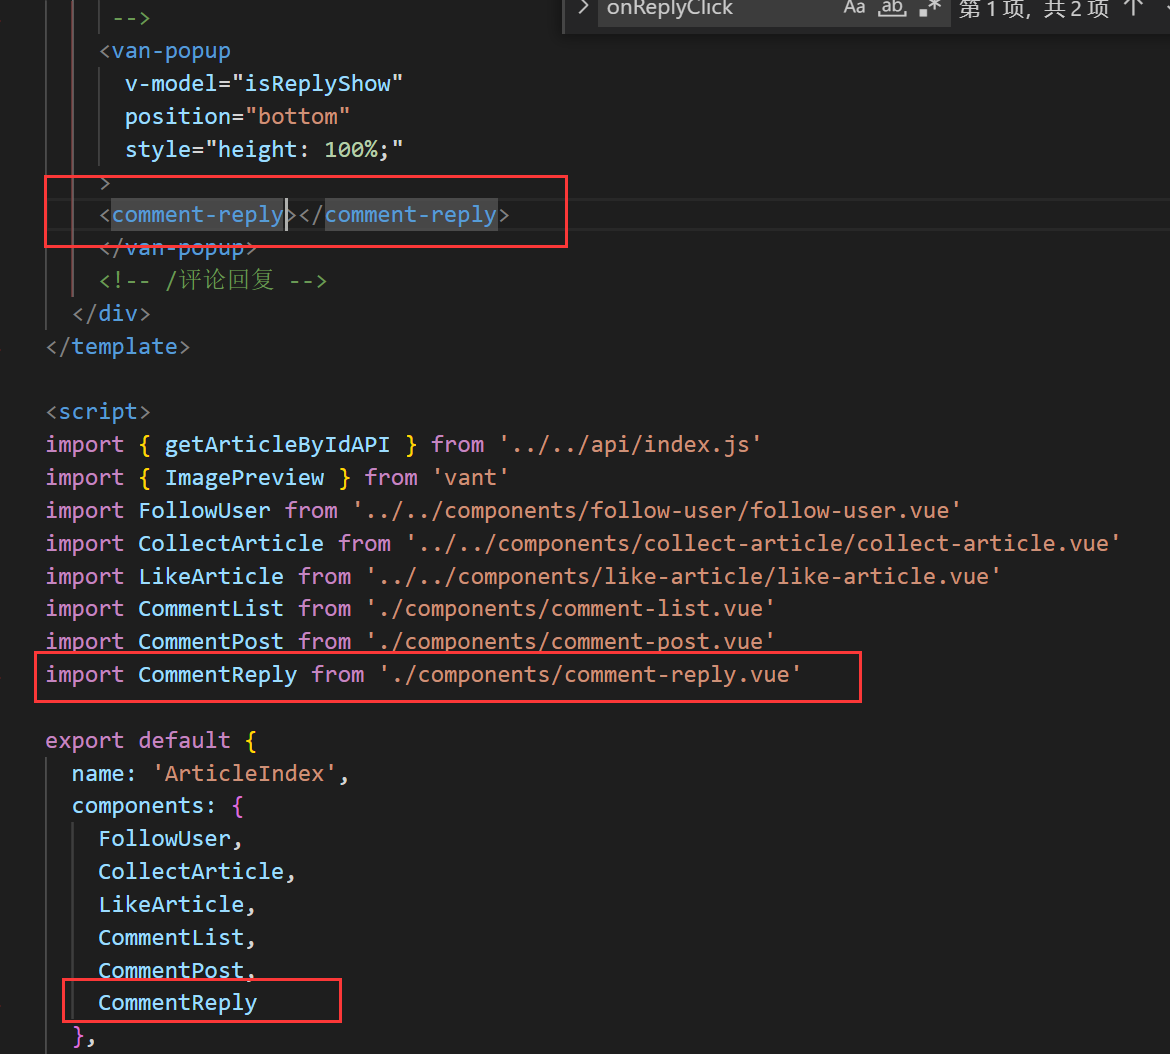 -->
onReplyClick Aa ab .* 第 1 项, 共 2 项
<van-popup
v-model="isReplyShow"
position="bottom"
style="height: 100%;"
>
<comment-reply></comment-reply>
</van-popup>
<!-- /评论回复 -->
</div>
</template>
<script>
import { getArticleByIdAPI } from '../../api/index.js'
import { ImagePreview } from 'vant'
import FollowUser from '../../components/follow-user/follow-user.vue'
import CollectArticle from '../../components/collect-article/collect-article.vue'
import LikeArticle from '../../components/like-article/like-article.vue'
import CommentList from './components/comment-list.vue'
import CommentPost from './components/comment-post.vue'
import CommentReply from './components/comment-reply.vue'
export default {
name: 'ArticleIndex',
components: {
FollowUser,
CollectArticle,
LikeArticle,
CommentList,
CommentPost,
CommentReply
},